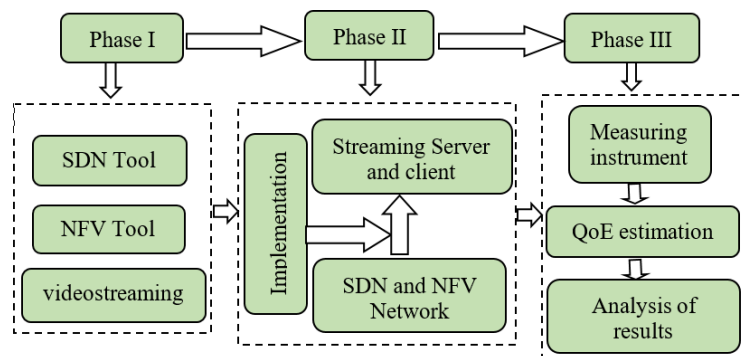 Phase I
Phase II
Phase III
SDN Tool
NFV Tool
videostreaming
Implementation
Streaming Server
and client
SDN and NFV
Network
Measuring
instrument
QoE estimation
Analysis of
results